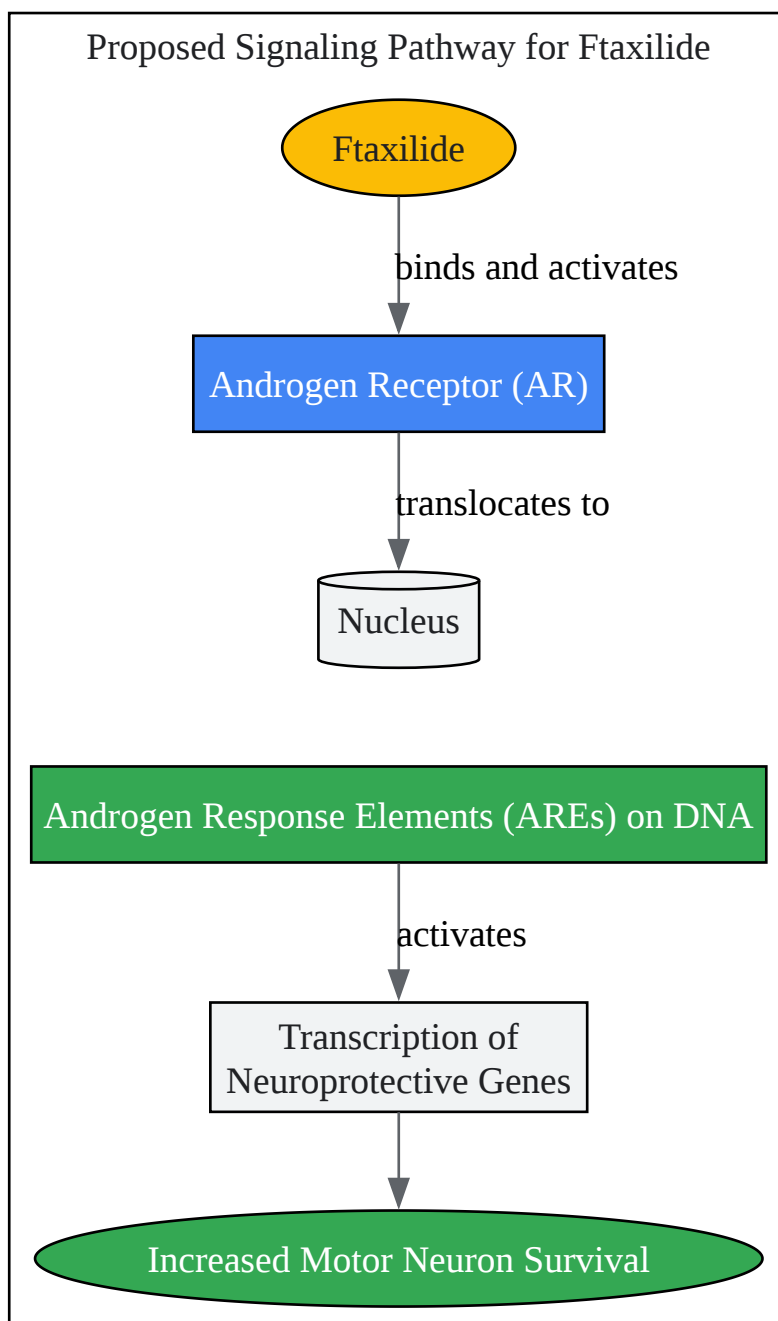 Proposed Signaling Pathway for Ftaxilide
Ftaxilide
binds and activates
Androgen Receptor (AR)
translocates to
Nucleus
Androgen Response Elements (AREs) on DNA
activates
Transcription of
Neuroprotective Genes
Increased Motor Neuron Survival